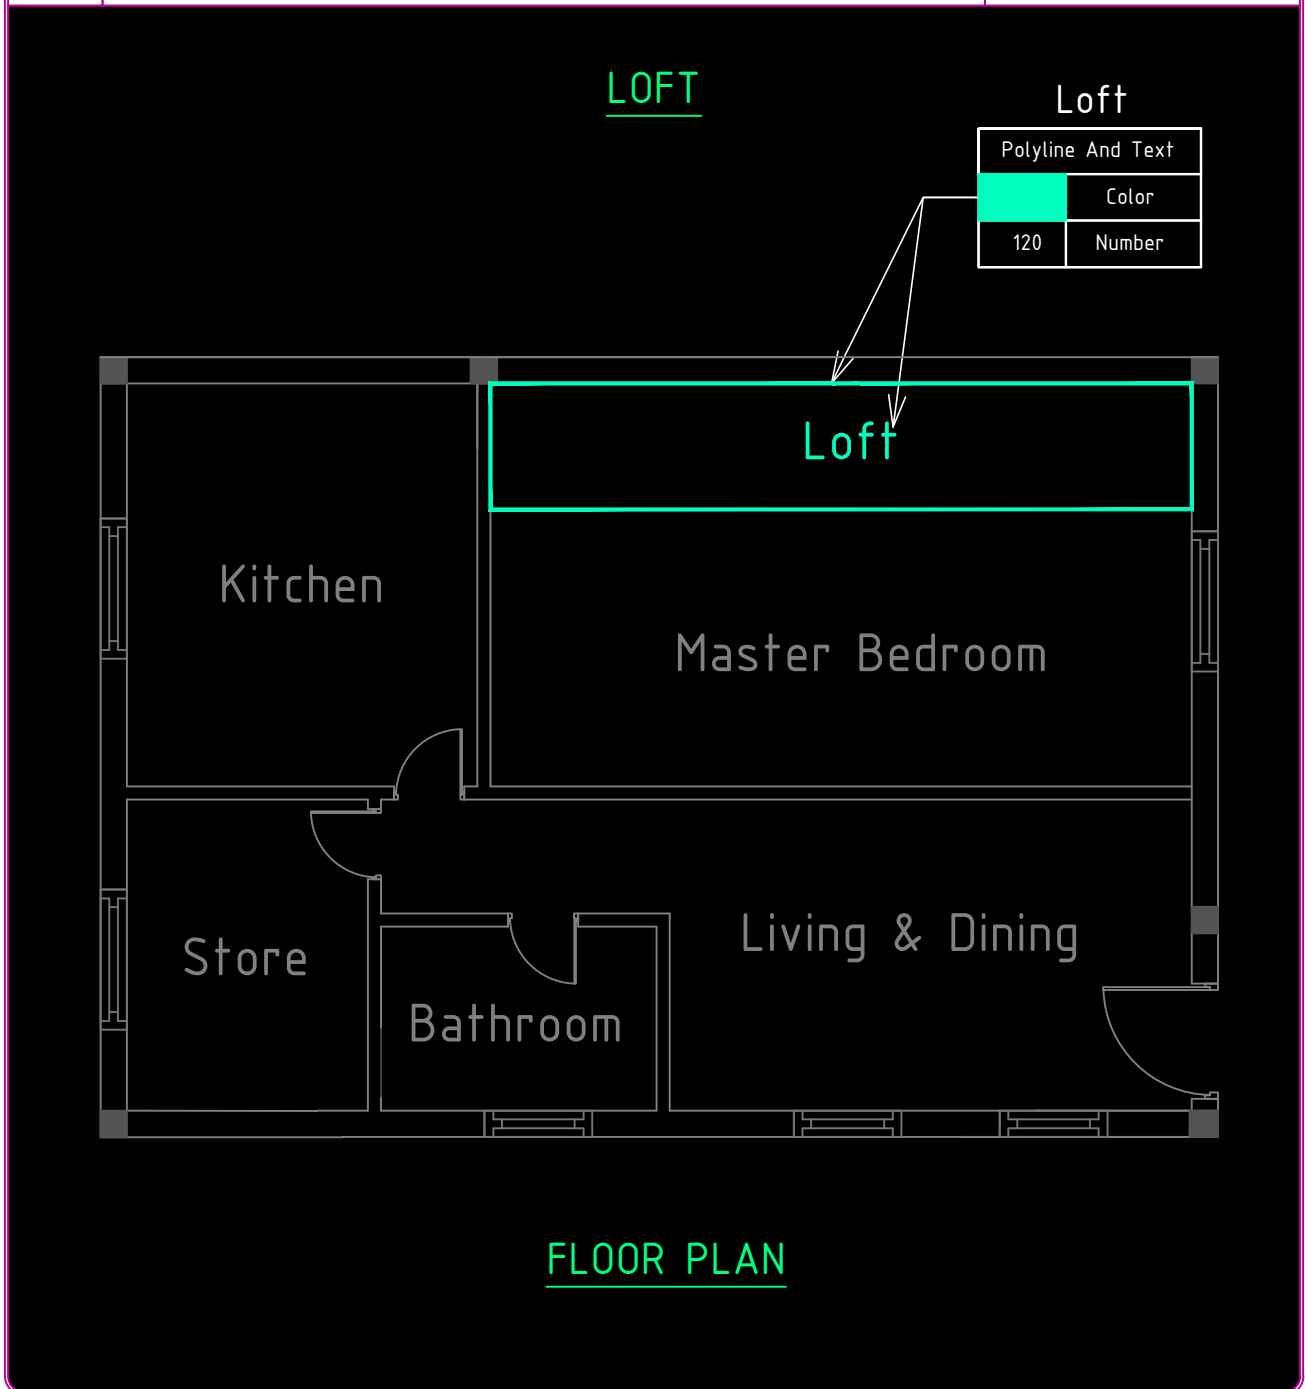 LOFT
Loft
Polyline And Text
Color
120 Number
Loft
Kitchen
Master Bedroom
Living & Dining
Store
Bathroom
FLOOR PLAN